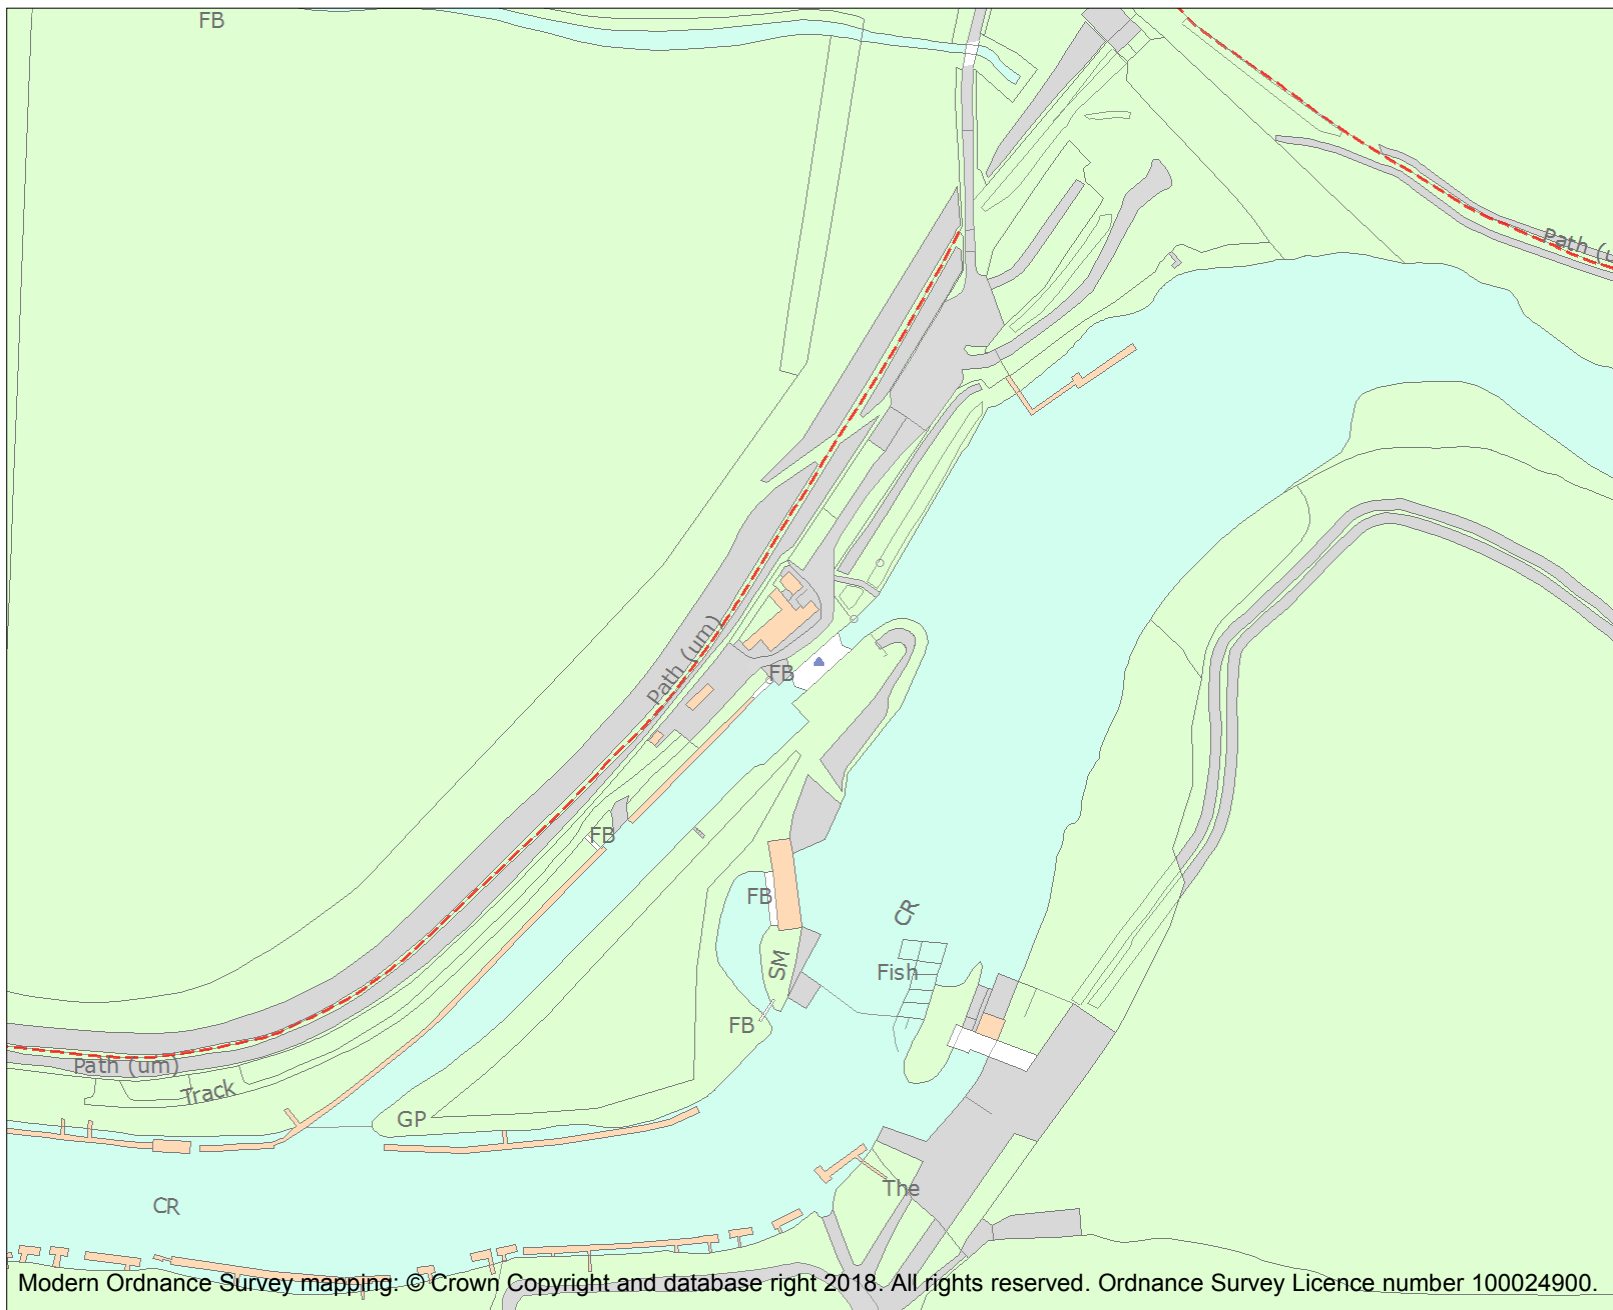 FB
Path (u
Path (um)
FB
FB
FB
CR
SM
Fish
FB
Path (um)
Track
GP
The
CR
Modern Ordnance Survey mapping: © Crown Copyright and database right 2018. All rights reserved. Ordnance Survey Licence number 100024900.